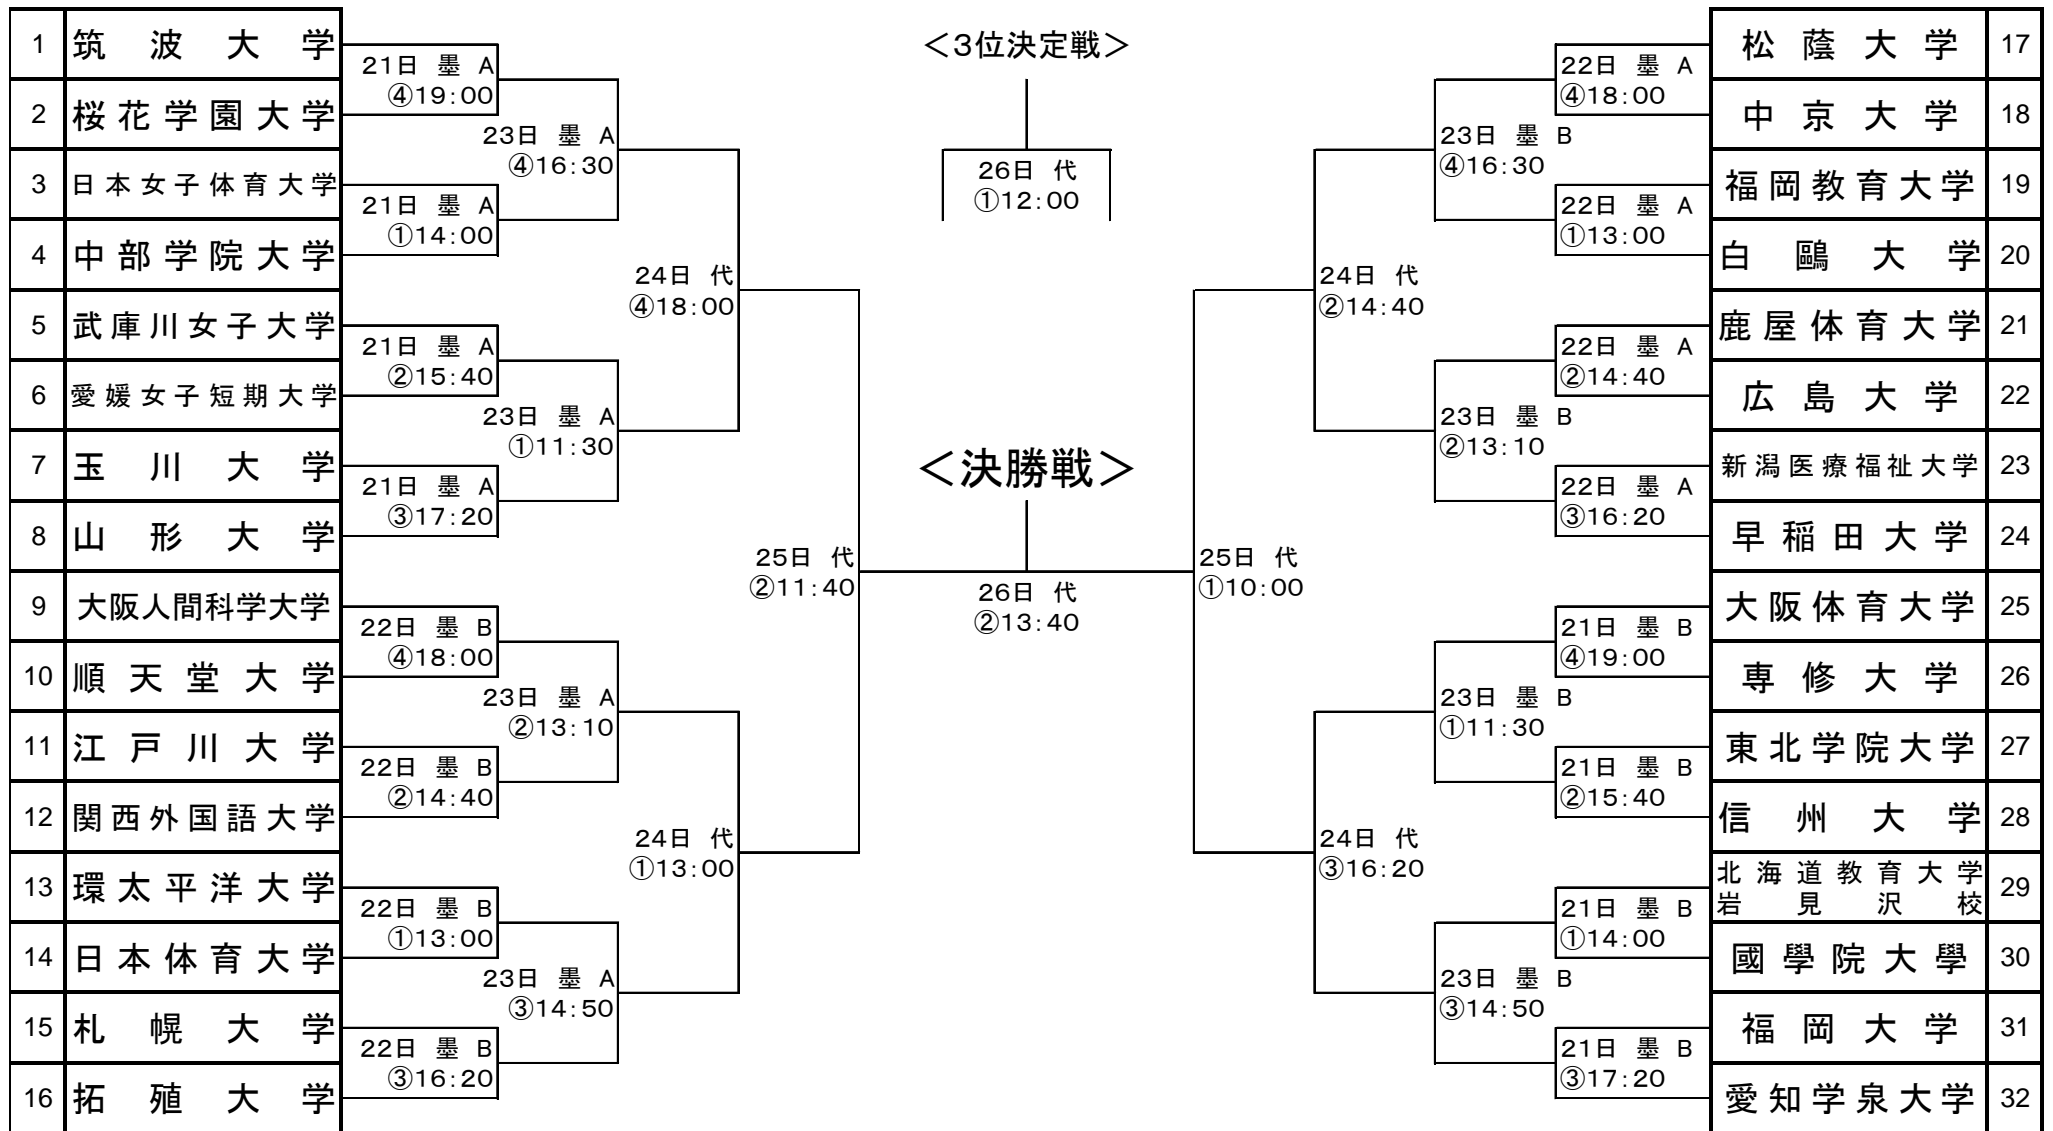 1 筑波大学
2 桜花学園大学
3 日本女子体育大学
4 中部学院大学
5 武庫川女子大学
6 愛媛女子短期大学
7 玉川大学
8 山形大学
9 大阪人間科学大学
10 順天堂大学
11 江戸川大学
12 関西外国語大学
13 環太平洋大学
14 日本体育大学
15 札幌大学
16 拓殖大学
21日 墨 A
④19:00
21日 墨 A
①14:00
21日 墨 A
②15:40
21日 墨 A
③17:20
22日 墨 B
④18:00
22日 墨 B
②14:40
22日 墨 B
①13:00
22日 墨 B
③16:20
23日 墨 A
④16:30
23日 墨 A
①11:30
23日 墨 A
②13:10
23日 墨 A
③14:50
24日 代
④18:00
24日 代
①13:00
25日 代
②11:40
<3位決定戦>
26日 代
①12:00
<決勝戦>
26日 代
②13:40
25日 代
①10:00
24日 代
②14:40
24日 代
③16:20
23日 墨 B
④16:30
23日 墨 B
②13:10
23日 墨 B
①11:30
23日 墨 B
③14:50
22日 墨 A
④18:00
22日 墨 A
①13:00
22日 墨 A
②14:40
22日 墨 A
③16:20
21日 墨 B
④19:00
21日 墨 B
②15:40
21日 墨 B
①14:00
21日 墨 B
③17:20
松蔭大学 17
中京大学 18
福岡教育大学 19
白鷗大学 20
鹿屋体育大学 21
広島大学 22
新潟医療福祉大学 23
早稲田大学 24
大阪体育大学 25
専修大学 26
東北学院大学 27
信州大学 28
北海道教育大学
岩見沢校 29
國學院大學 30
福岡大学 31
愛知学泉大学 32